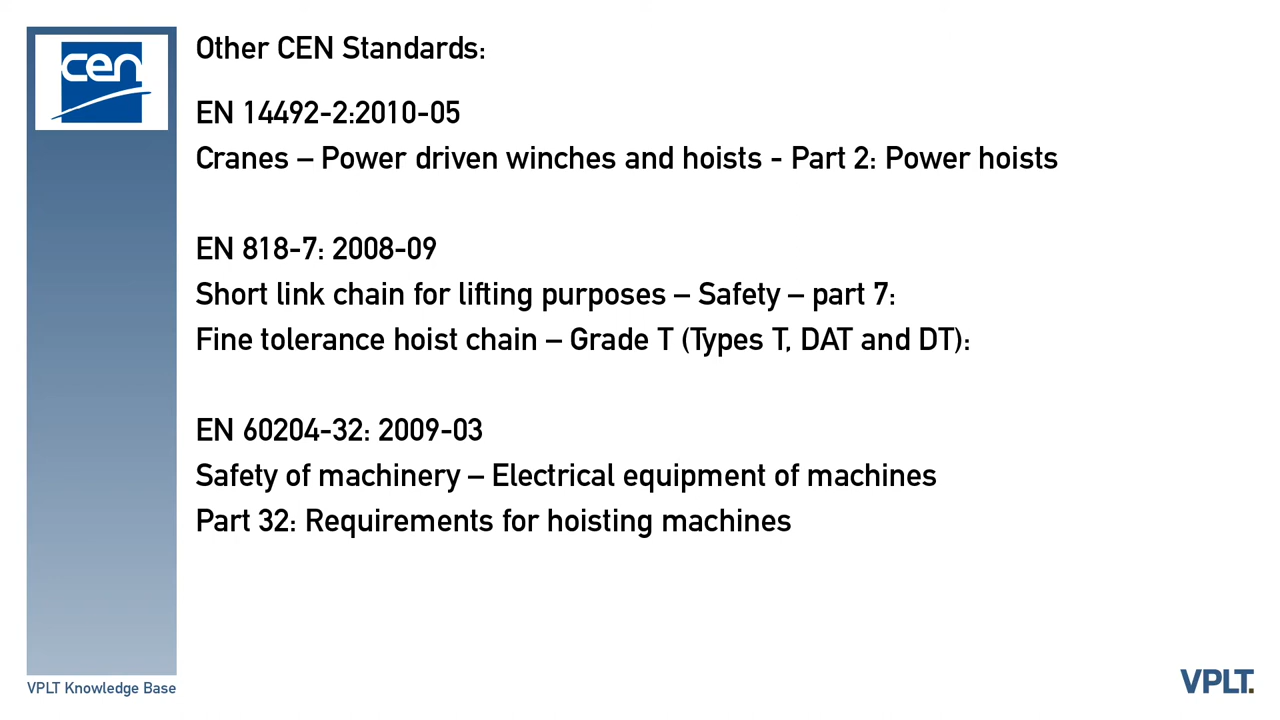 cen
Other CEN Standards:
EN 14492-2:2010-05
Cranes – Power driven winches and hoists - Part 2: Power hoists
EN 818-7: 2008-09
Short link chain for lifting purposes – Safety – part 7:
Fine tolerance hoist chain – Grade T (Types T, DAT and DT):
EN 60204-32: 2009-03
Safety of machinery – Electrical equipment of machines
Part 32: Requirements for hoisting machines
VPLT Knowledge Base
VPLT.